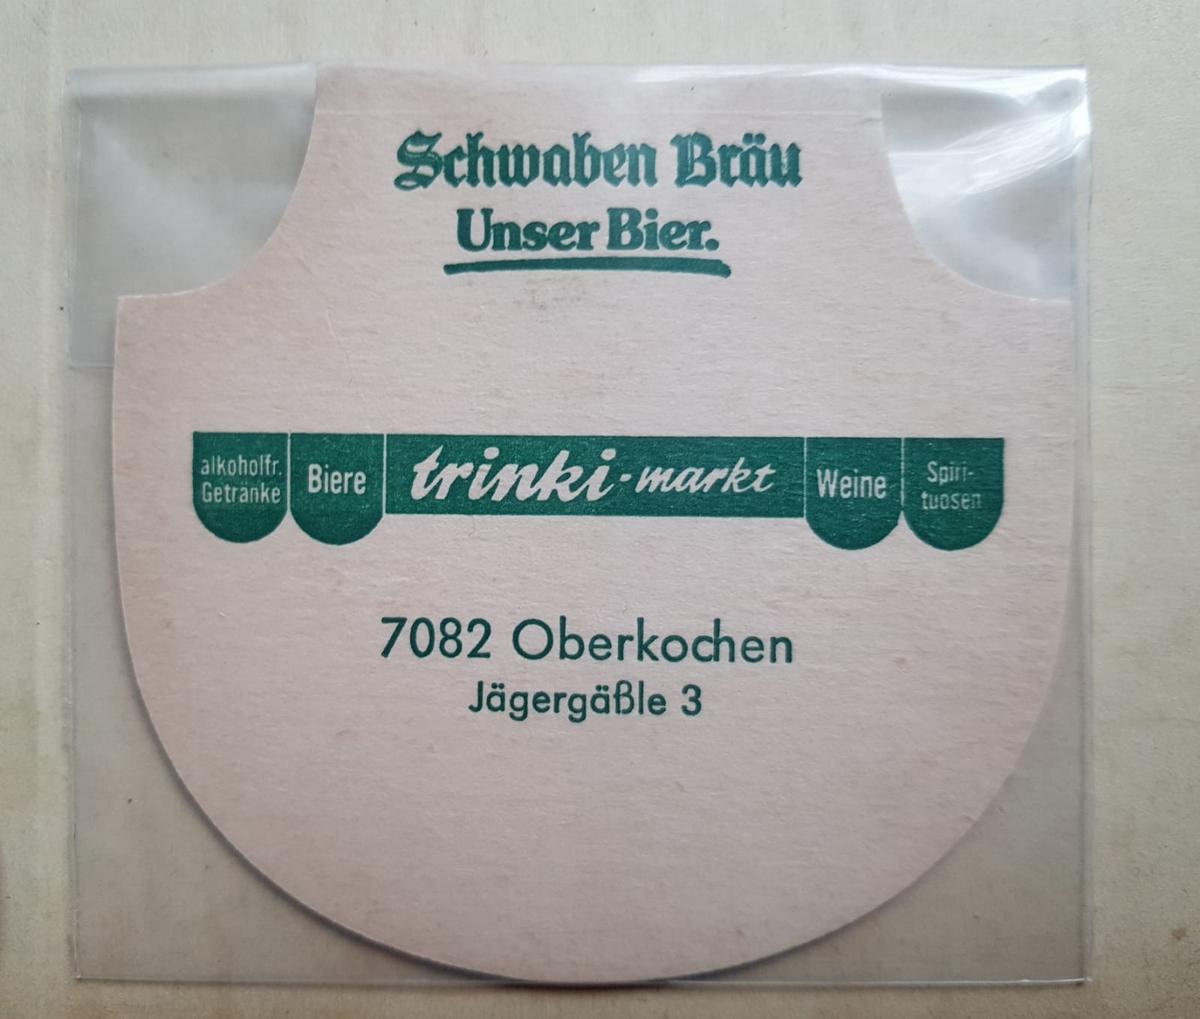 Schwaben Bräu
Unser Bier.
alkoholfr.
Getränke
Biere
trinki-markt
Weine
Spiri-
tuosen
7082 Oberkochen
Jägergäßle 3